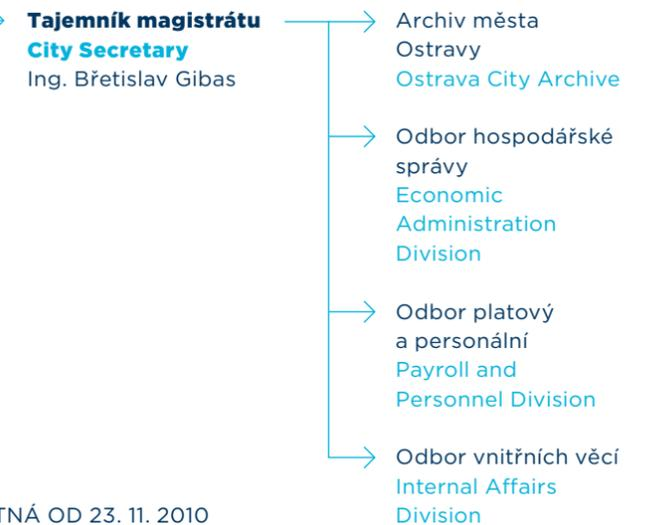 Tajemník magistrátu
City Secretary
Ing. Břetislav Gibas
Archiv města
Ostravy
Ostrava City Archive
Odbor hospodářské
správy
Economic
Administration
Division
Odbor platový
a personální
Payroll and
Personnel Division
Odbor vnitřních věcí
Internal Affairs
Division
OD 23. 11. 2010